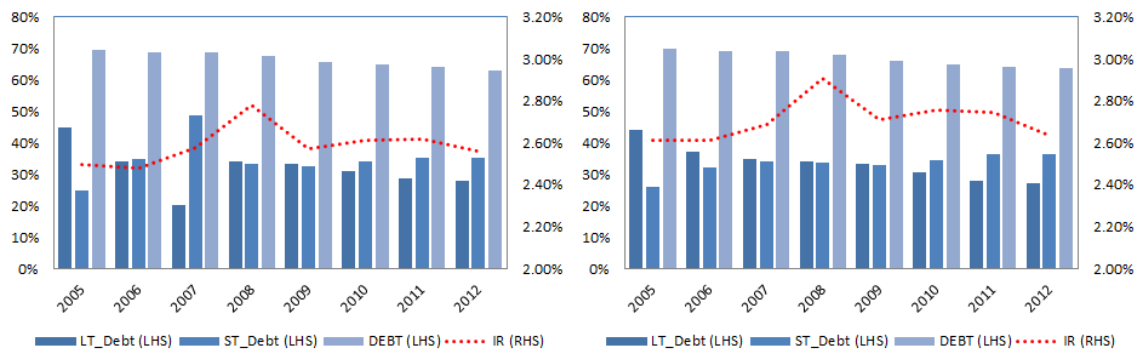 80% 3.20% 80% 3.20%
70% 3.00% 70% 3.00%
60% 2.80% 60% 2.80%
50% 2.60% 50% 2.60%
40% 40%
30% 2.40% 30% 2.40%
20% 2.20% 20% 2.20%
10% 10%
0% 2.00% 0% 2.00%
2005 2006 2007 2008 2009 2010 2011 2012 2005 2006 2007 2008 2009 2010 2011 2012
LT_Debt (LHS) ST_Debt (LHS) DEBT (LHS) IR (RHS) LT_Debt (LHS) ST_Debt (LHS) DEBT (LHS) IR (RHS)